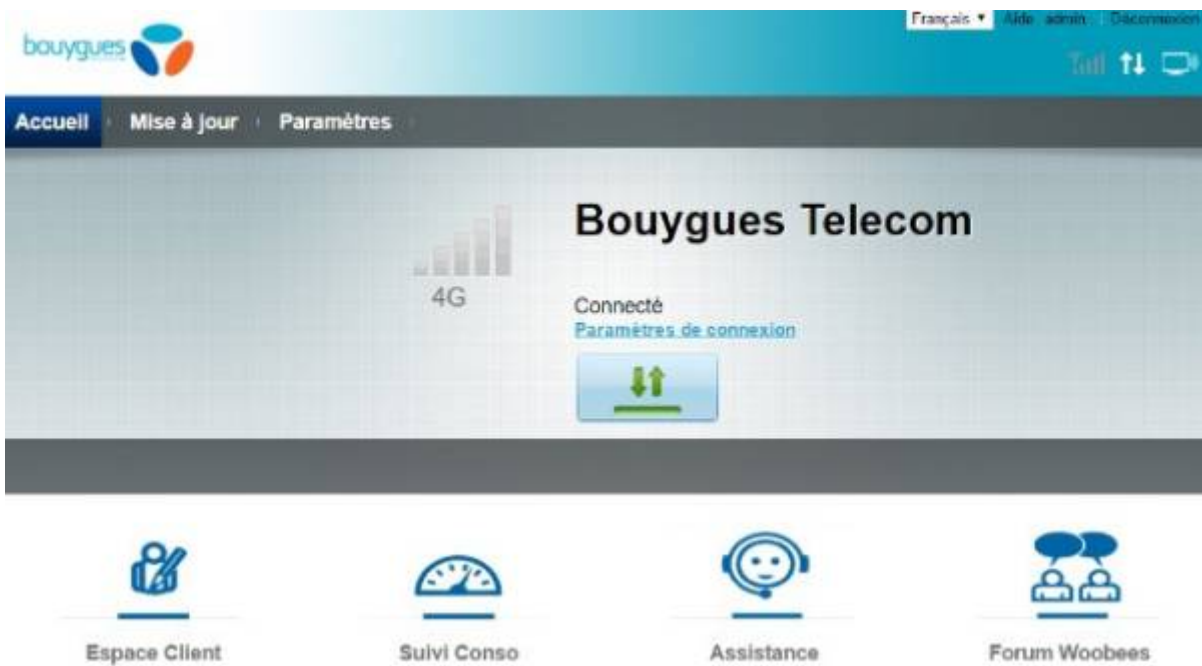 Français Aide admin Déconnexion
bouygues
Accueil Mise à jour Paramètres
Bouygues Telecom
4G
Connecté
Paramètres de connexion
Espace Client Suivi Conso Assistance Forum Woobees